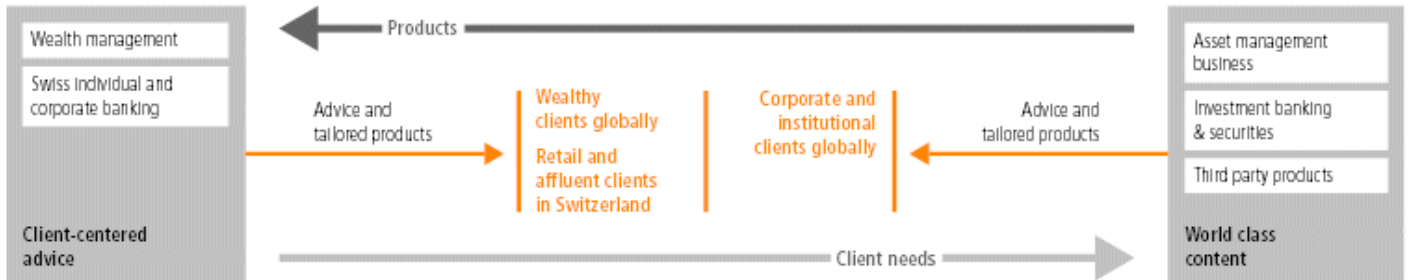 Products
Wealth management
Swiss individual and
corporate banking
Client-centered
advice
Advice and
tailored products
Wealthy
clients globally
Retail and
affluent clients
in Switzerland
Corporate and
institutional
clients globally
Advice and
tailored products
Asset management
business
Investment banking
& securities
Third party products
World class
content
Client needs